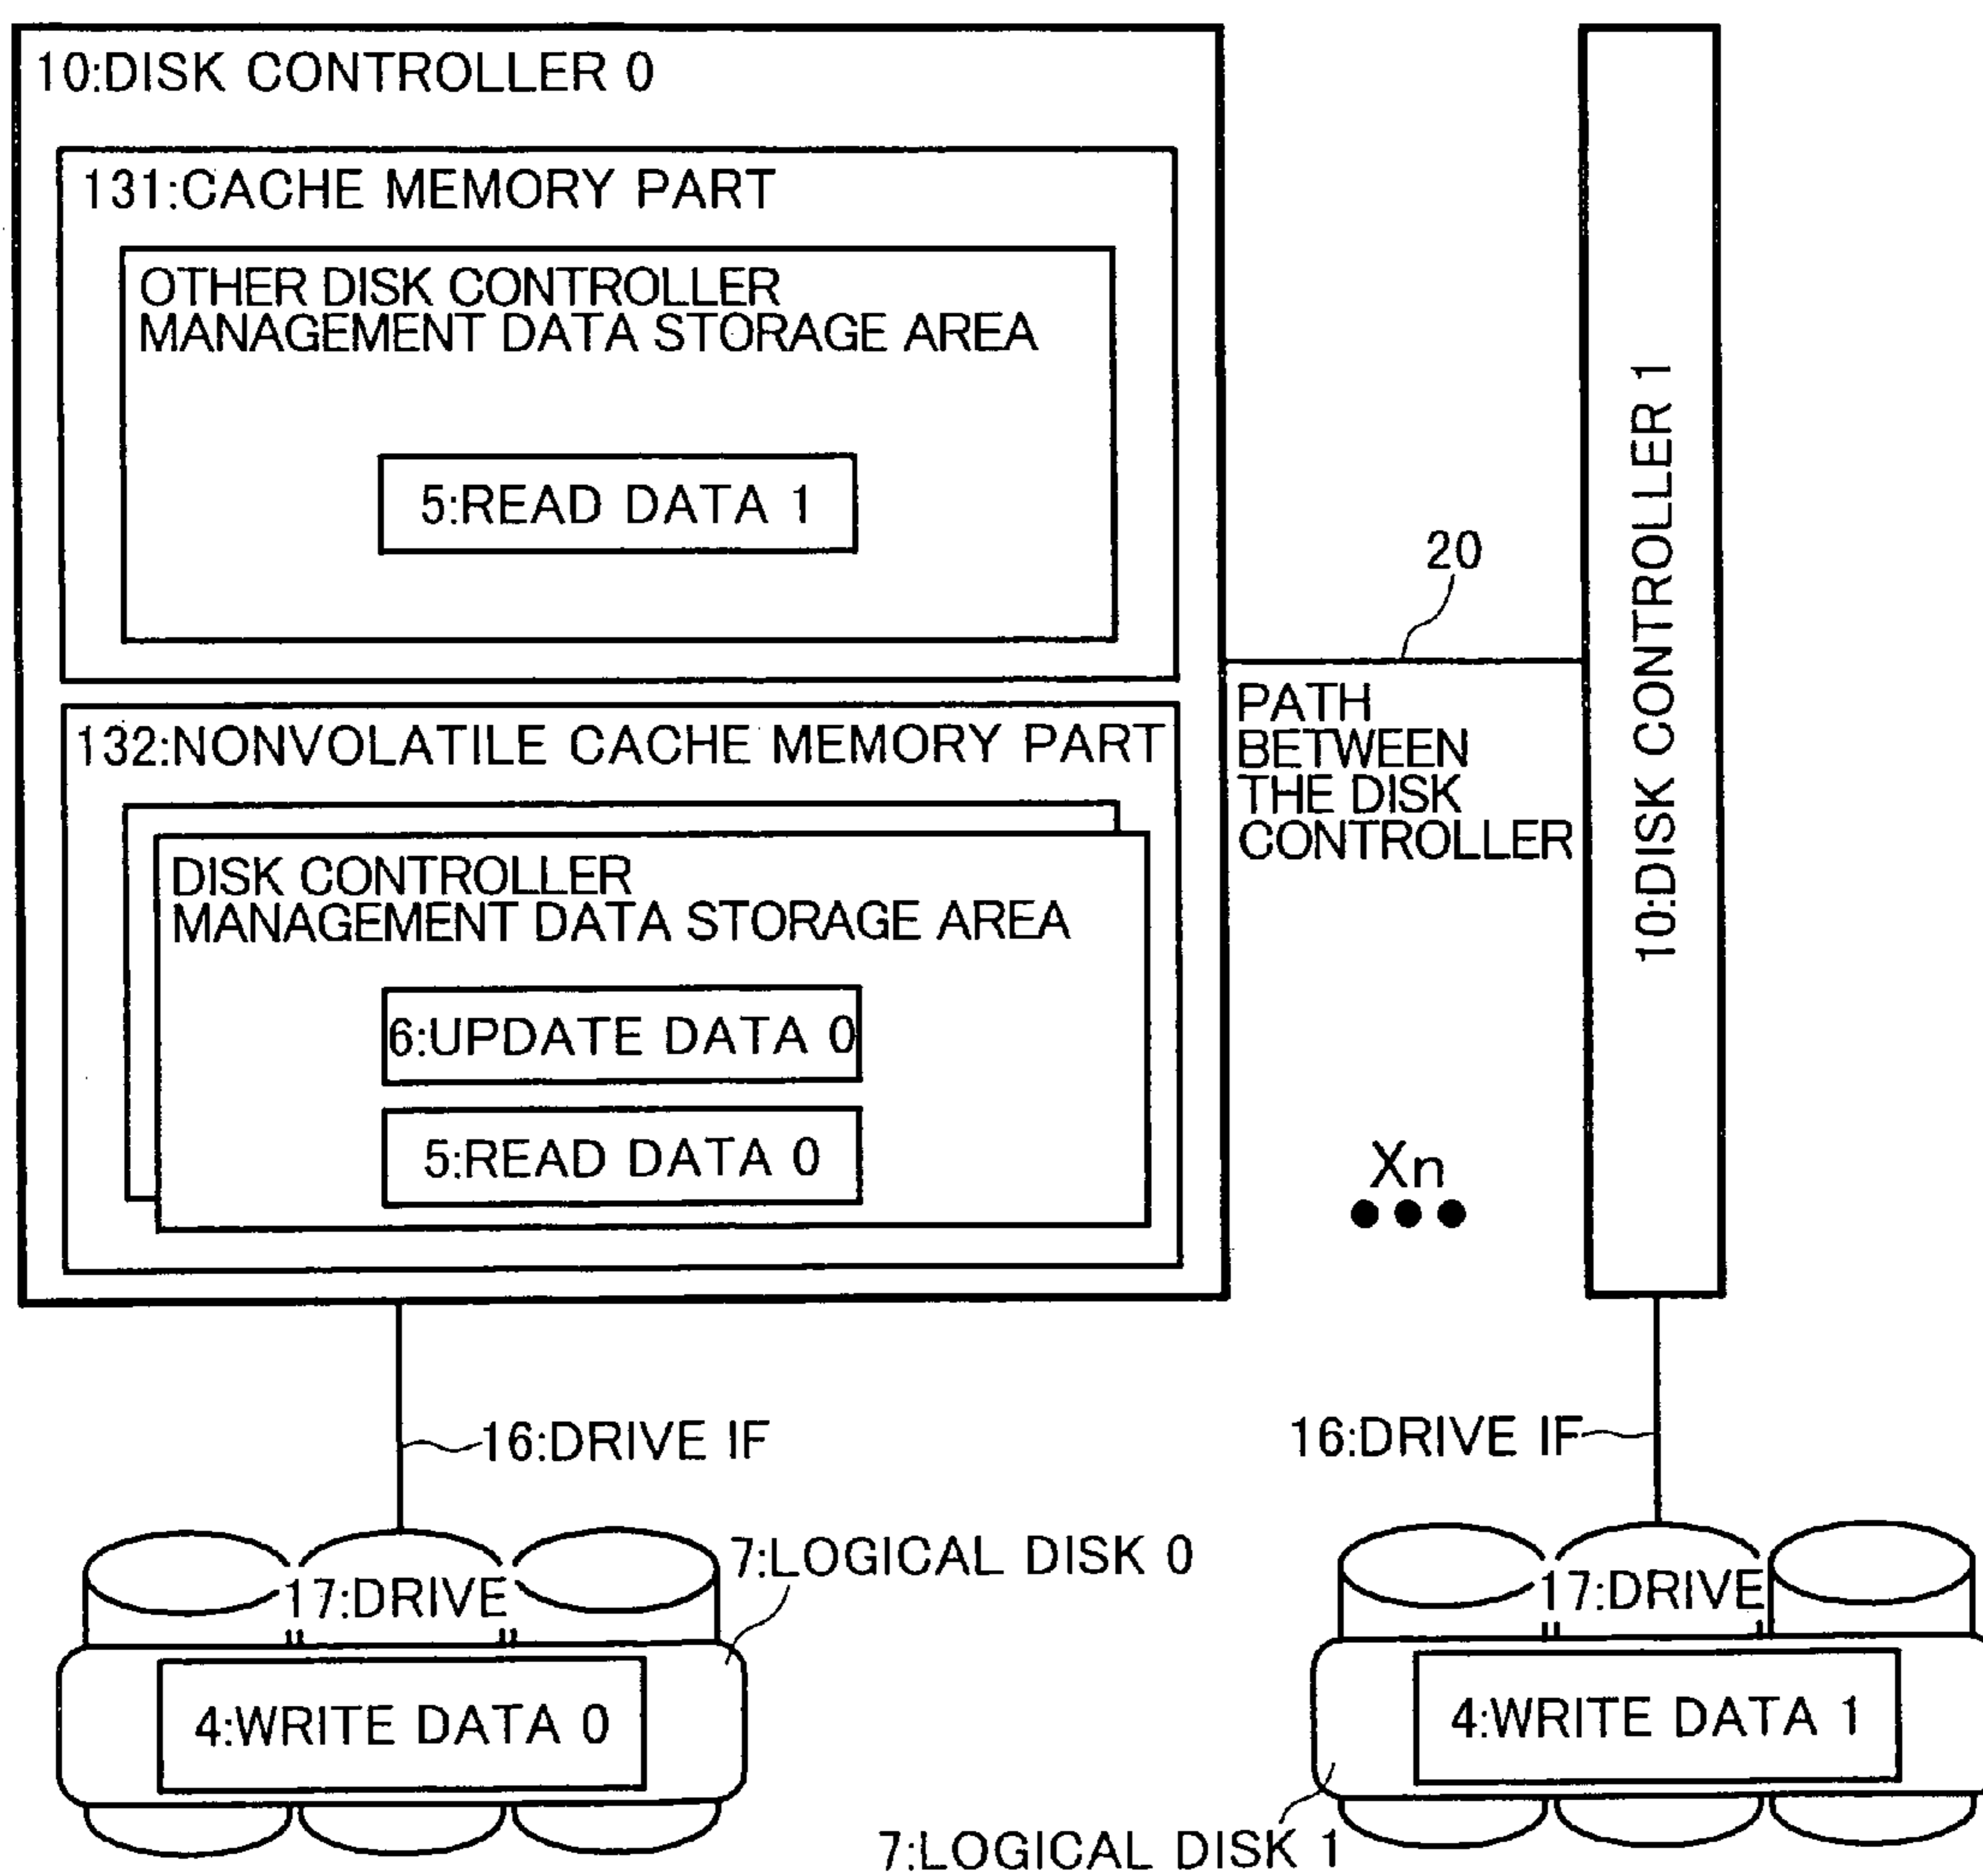 10:DISK CONTROLLER 0
131:CACHE MEMORY PART
OTHER DISK CONTROLLER
MANAGEMENT DATA STORAGE AREA
5:READ DATA 1
132:NONVOLATILE CACHE MEMORY PART
DISK CONTROLLER
MANAGEMENT DATA STORAGE AREA
6:UPDATE DATA 0
5:READ DATA 0
20
PATH
BETWEEN
THE DISK
CONTROLLER
10:DISK CONTROLLER 1
Xn
16:DRIVE IF
16:DRIVE IF
17:DRIVE
7:LOGICAL DISK 0
17:DRIVE
4:WRITE DATA 0
4:WRITE DATA 1
7:LOGICAL DISK 1